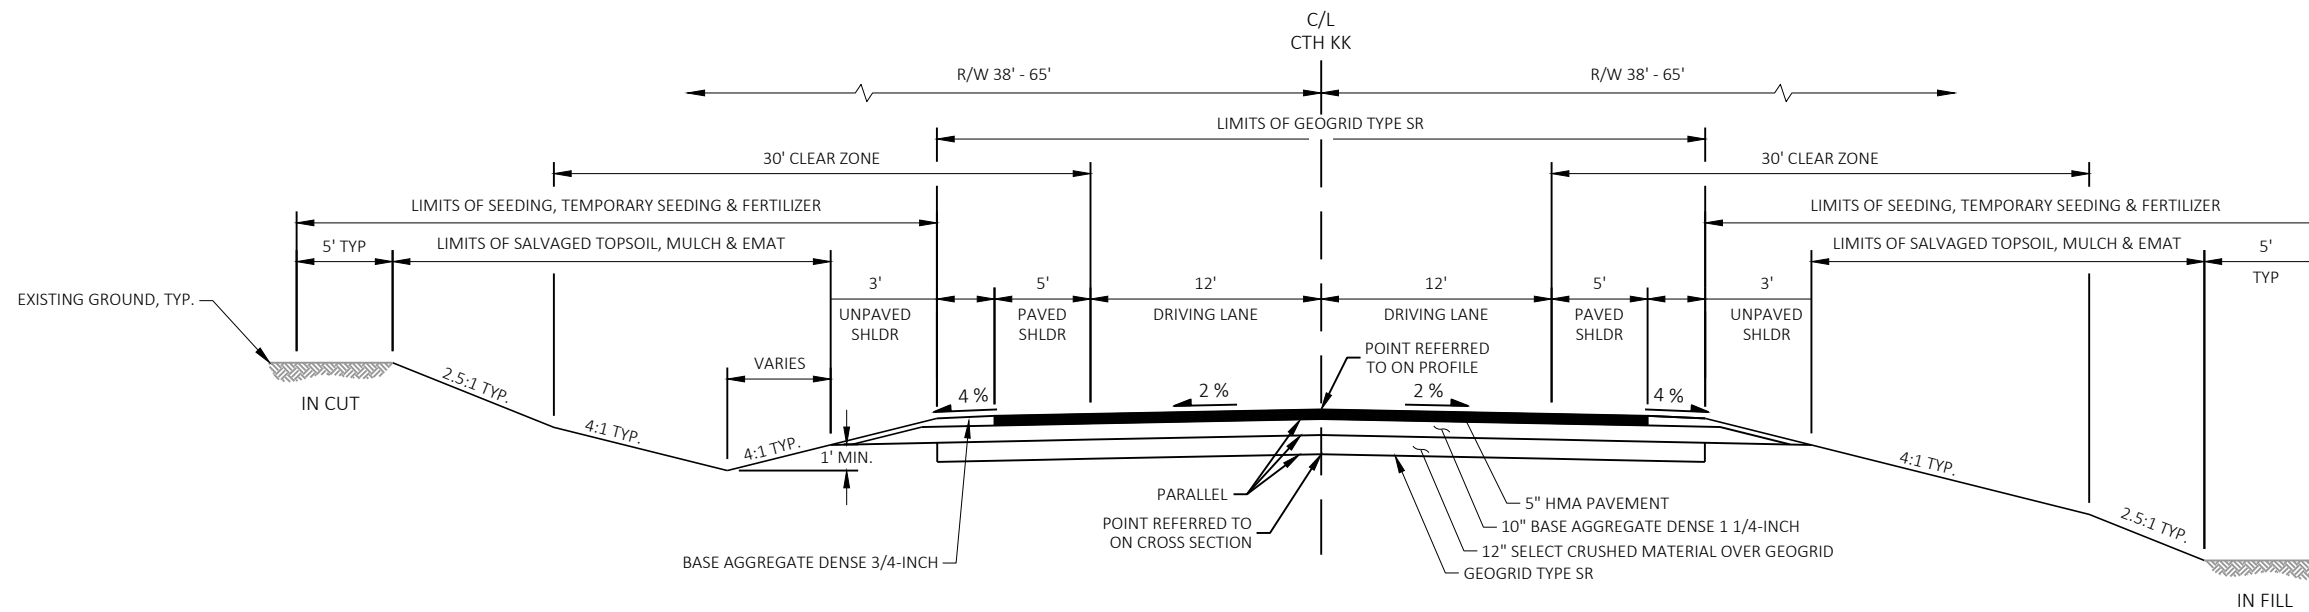 C/L
CTH KK
R/W 38' - 65'
R/W 38' - 65'
LIMITS OF GEOGRID TYPE SR
30' CLEAR ZONE
30' CLEAR ZONE
LIMITS OF SEEDING, TEMPORARY SEEDING & FERTILIZER
LIMITS OF SEEDING, TEMPORARY SEEDING & FERTILIZER
5' TYP
LIMITS OF SALVAGED TOPSOIL, MULCH & EMAT
LIMITS OF SALVAGED TOPSOIL, MULCH & EMAT
5'
TYP
EXISTING GROUND, TYP.
3'
UNPAVED
SHLDR
5'
PAVED
SHLDR
12'
DRIVING LANE
12'
DRIVING LANE
5'
PAVED
SHLDR
3'
UNPAVED
SHLDR
VARIES
POINT REFERRED
TO ON PROFILE
2.5:1 TYP.
IN CUT
4 %
2 %
2 %
4 %
4:1 TYP.
4:1 TYP.
1' MIN.
4:1 TYP.
2.5:1 TYP.
PARALLEL
POINT REFERRED TO
ON CROSS SECTION
BASE AGGREGATE DENSE 3/4-INCH
5" HMA PAVEMENT
10" BASE AGGREGATE DENSE 1 1/4-INCH
12" SELECT CRUSHED MATERIAL OVER GEOGRID
GEOGRID TYPE SR
IN FILL